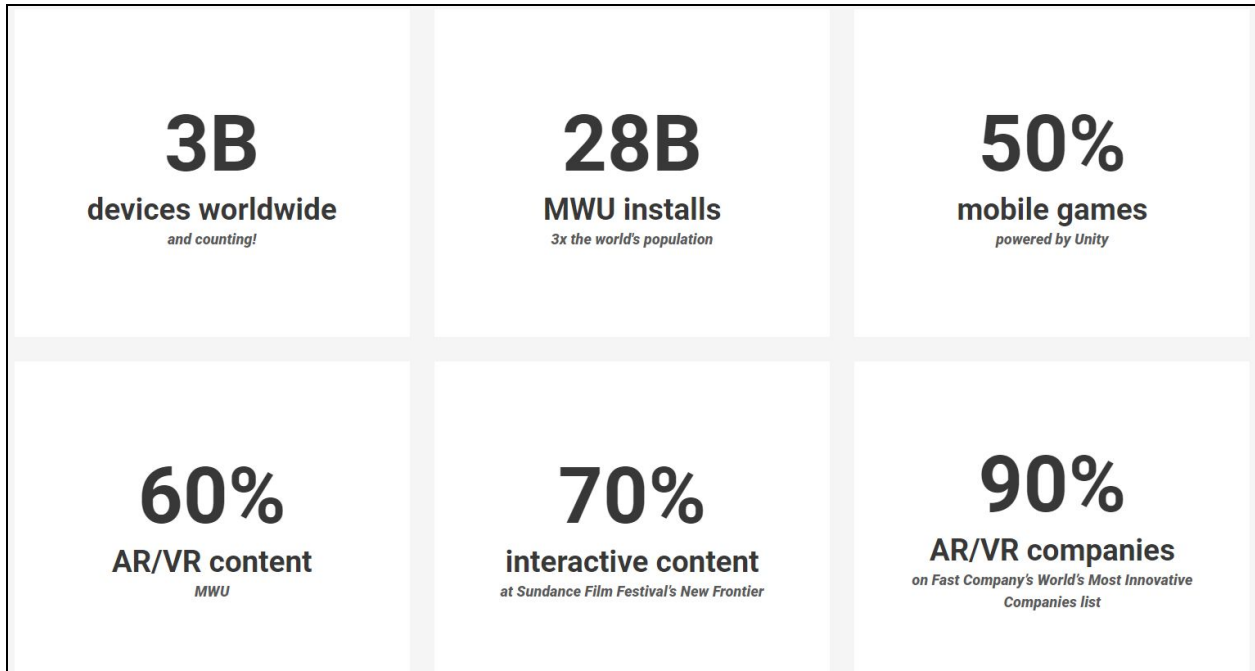 3B
devices worldwide
and counting!
28B
MWU installs
3x the world's population
50%
mobile games
powered by Unity
60%
AR/VR content
MWU
70%
interactive content
at Sundance Film Festival's New Frontier
90%
AR/VR companies
on Fast Company's World's Most Innovative
Companies list